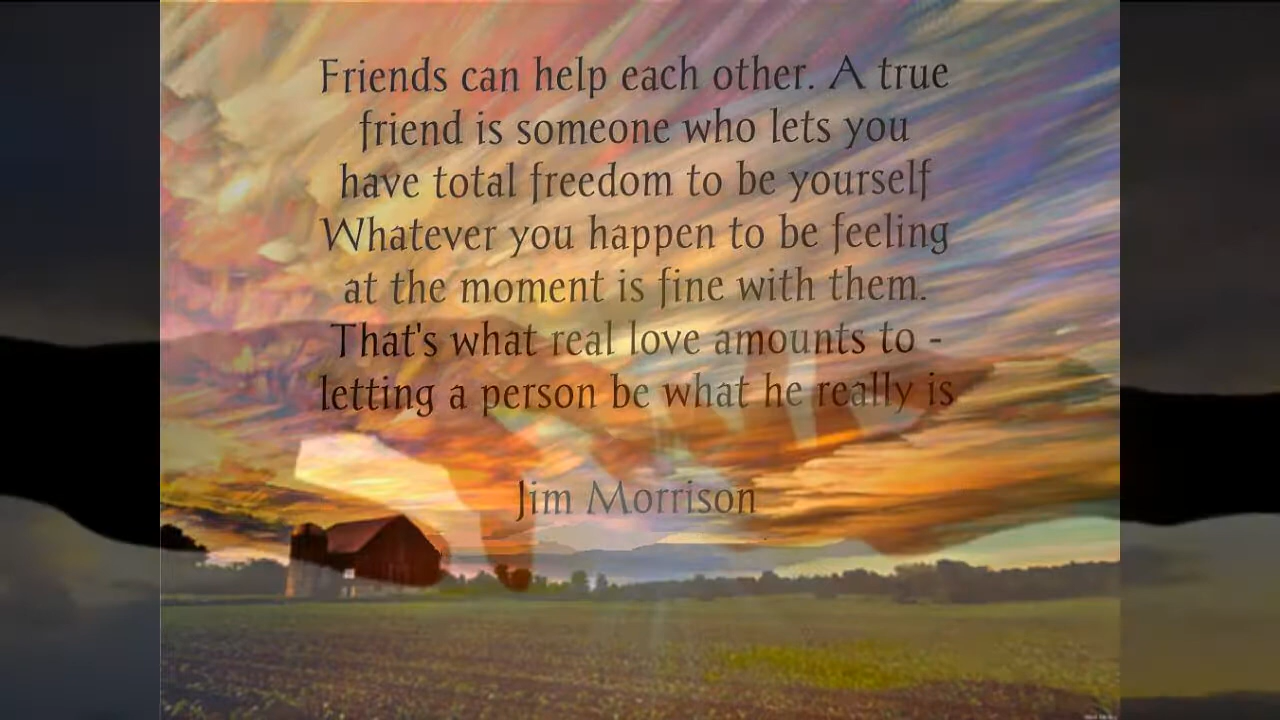 Friends can help each other. A true
friend is someone who lets you
have total freedom to be yourself
Whatever you happen to be feeling
at the moment is fine with them.
That's what real love amounts to -
letting a person be what he really is
Jim Morrison